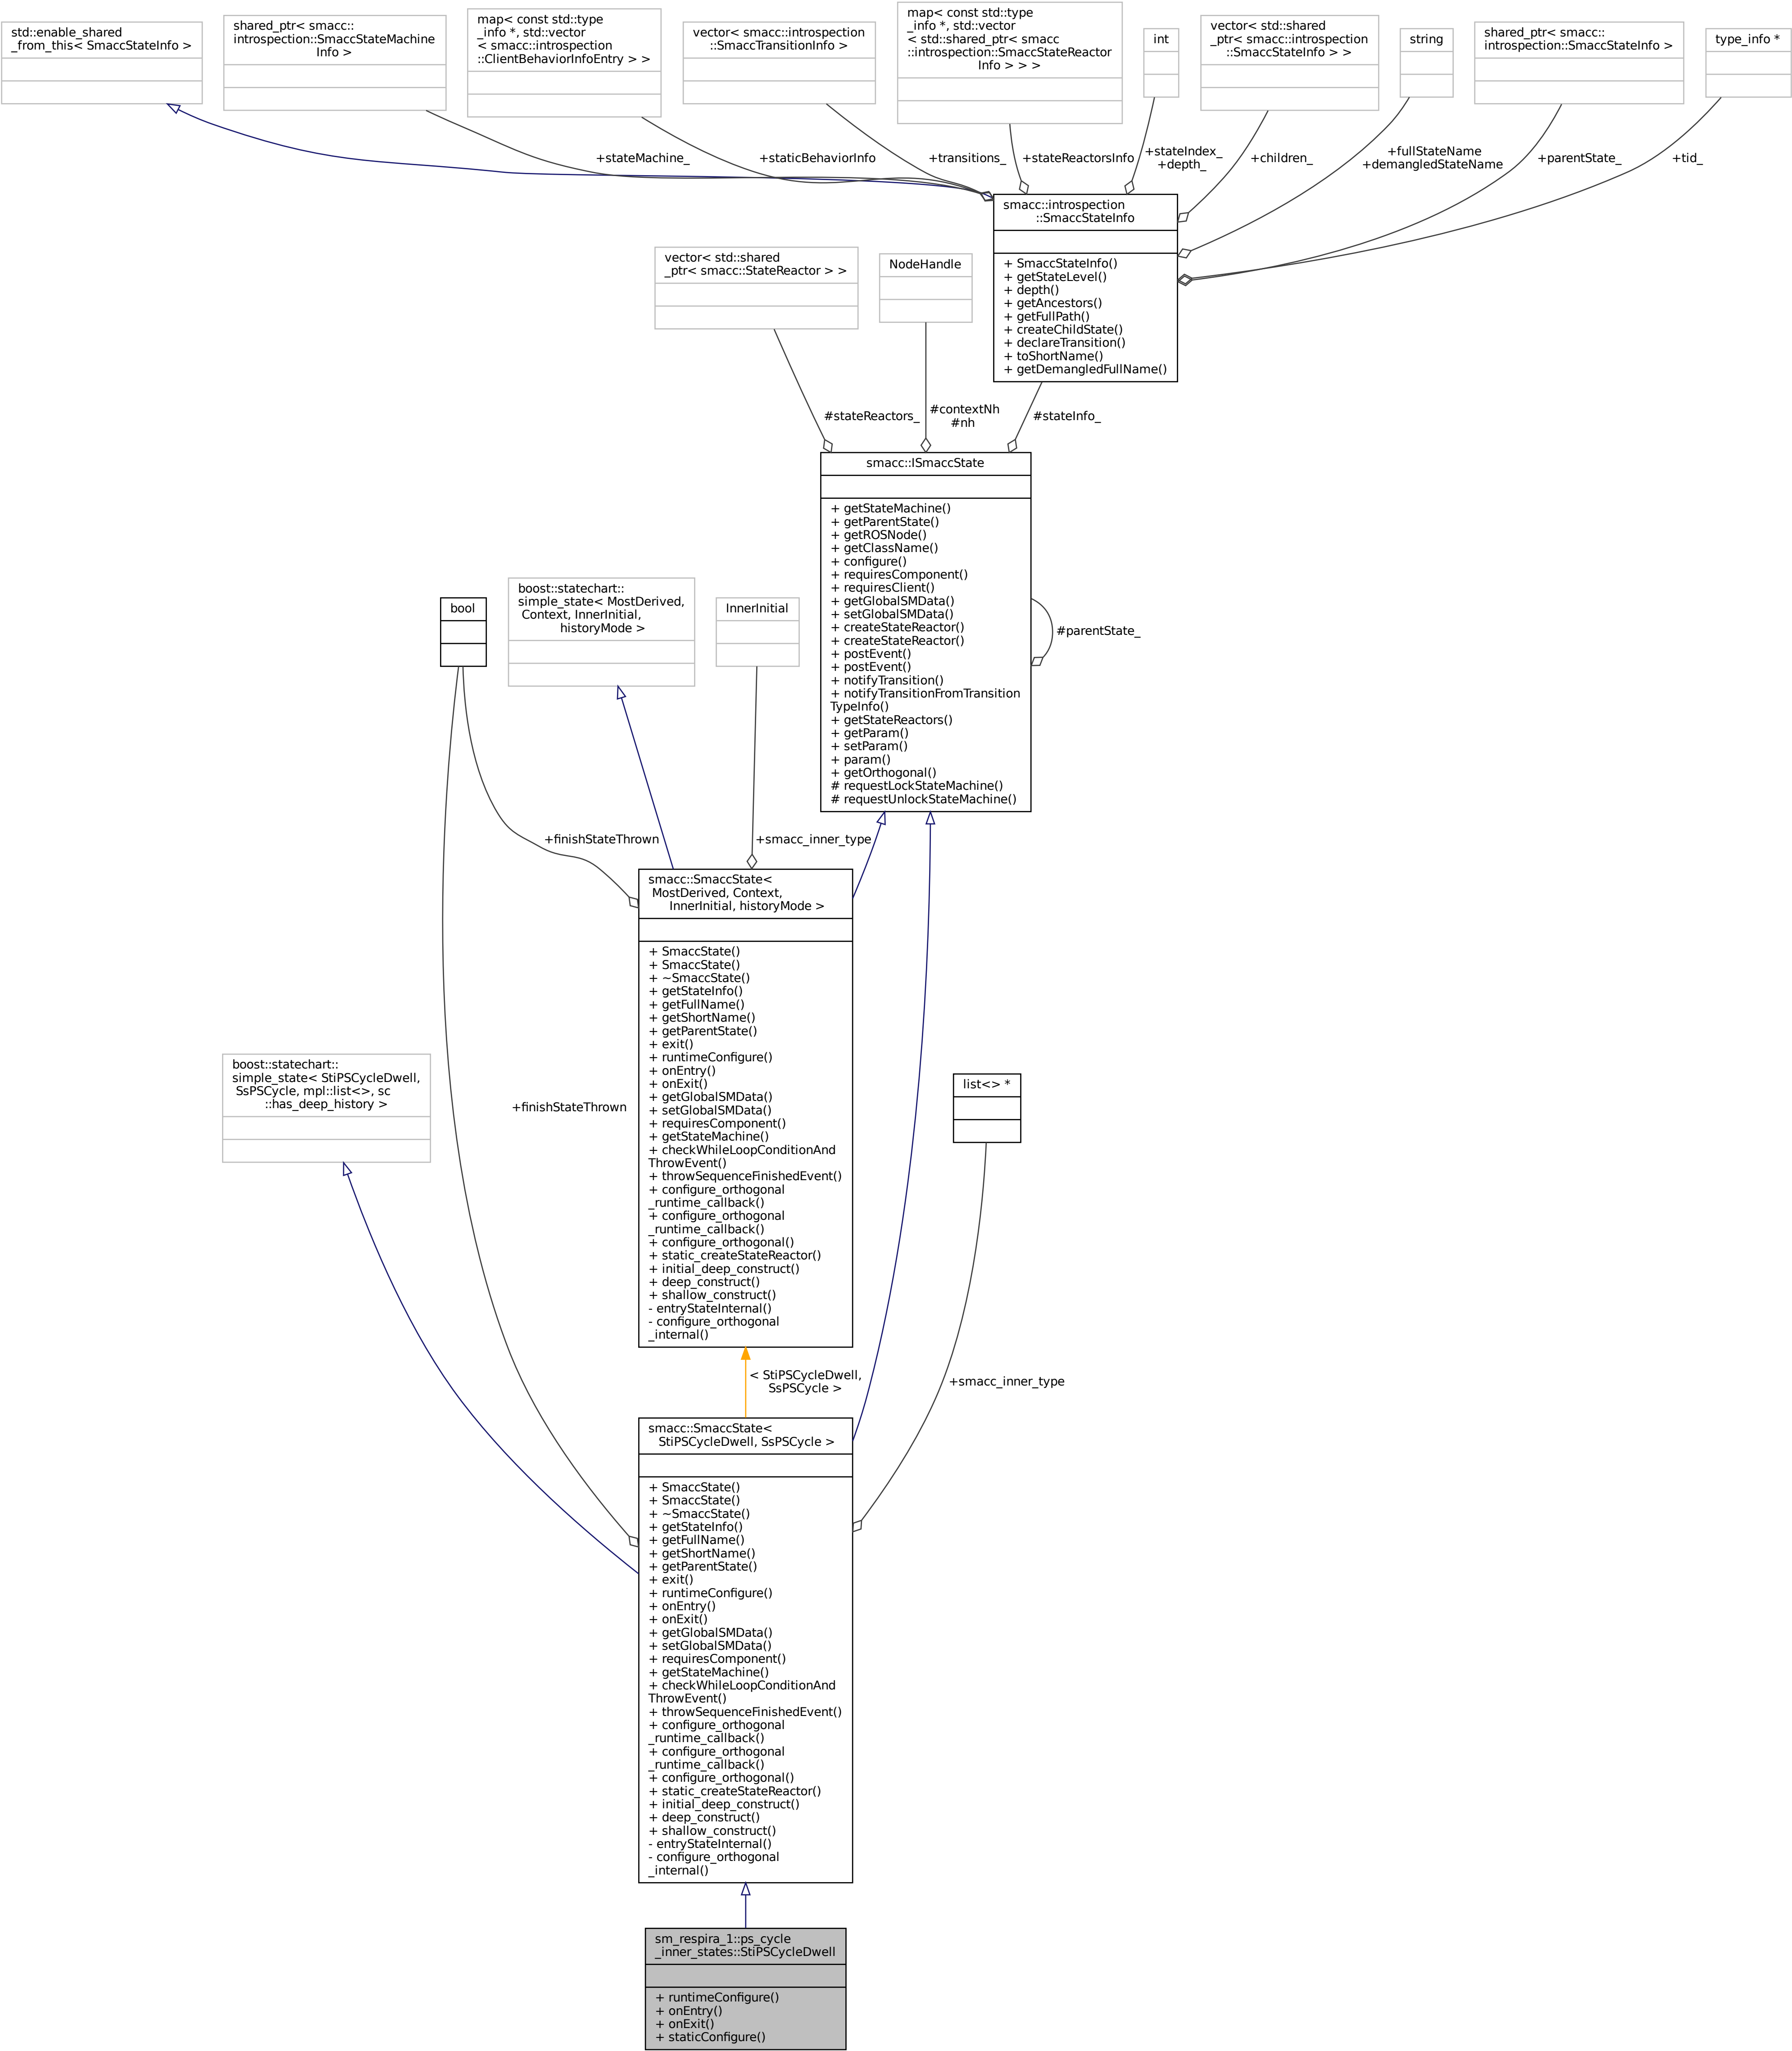 std::enable_shared
_from_this< SmaccStateInfo >
shared_ptr< smacc::
introspection::SmaccStateMachine
Info >
map< const std::type
_info *, std::vector
< smacc::introspection
::ClientBehaviorInfoEntry > >
vector< smacc::introspection
::SmaccTransitionInfo >
map< const std::type
_info *, std::vector
< std::shared_ptr< smacc
::introspection::SmaccStateReactor
Info > > >
int
vector< std::shared
_ptr< smacc::introspection
::SmaccStateInfo > >
string
shared_ptr< smacc::
introspection::SmaccStateInfo >
type_info *
+stateMachine_
+staticBehaviorInfo
+transitions_
+stateReactorsInfo
+stateIndex_
+depth_
+children_
+fullStateName
+demangledStateName
+parentState_
+tid_
smacc::introspection
::SmaccStateInfo
+ SmaccStateInfo()
+ getStateLevel()
+ depth()
+ getAncestors()
+ getFullPath()
+ createChildState()
+ declareTransition()
+ toShortName()
+ getDemangledFullName()
vector< std::shared
_ptr< smacc::StateReactor > >
NodeHandle
#stateReactors_
#contextNh
#nh
#stateInfo_
smacc::ISmaccState
+ getStateMachine()
+ getParentState()
+ getROSNode()
+ getClassName()
+ configure()
+ requiresComponent()
+ requiresClient()
+ getGlobalSMData()
+ setGlobalSMData()
+ createStateReactor()
+ createStateReactor()
+ postEvent()
+ postEvent()
+ notifyTransition()
+ notifyTransitionFromTransition
TypeInfo()
+ getStateReactors()
+ getParam()
+ setParam()
+ param()
+ getOrthogonal()
# requestLockStateMachine()
# requestUnlockStateMachine()
#parentState_
bool
boost::statechart::
simple_state< MostDerived,
Context, InnerInitial,
historyMode >
InnerInitial
+finishStateThrown
+smacc_inner_type
smacc::SmaccState<
MostDerived, Context,
InnerInitial, historyMode >
+ SmaccState()
+ SmaccState()
+ ~SmaccState()
+ getStateInfo()
+ getFullName()
+ getShortName()
+ getParentState()
+ exit()
+ runtimeConfigure()
+ onEntry()
+ onExit()
+ getGlobalSMData()
+ setGlobalSMData()
+ requiresComponent()
+ getStateMachine()
+ checkWhileLoopConditionAnd
ThrowEvent()
+ throwSequenceFinishedEvent()
+ configure_orthogonal
_runtime_callback()
+ configure_orthogonal
_runtime_callback()
+ configure_orthogonal()
+ static_createStateReactor()
+ initial_deep_construct()
+ deep_construct()
+ shallow_construct()
- entryStateInternal()
- configure_orthogonal
_internal()
boost::statechart::
simple_state< StiPSCycleDwell,
SsPSCycle, mpl::list<>, sc
::has_deep_history >
+finishStateThrown
list<> *
< StiPSCycleDwell,
SsPSCycle >
+smacc_inner_type
smacc::SmaccState<
StiPSCycleDwell, SsPSCycle >
+ SmaccState()
+ SmaccState()
+ ~SmaccState()
+ getStateInfo()
+ getFullName()
+ getShortName()
+ getParentState()
+ exit()
+ runtimeConfigure()
+ onEntry()
+ onExit()
+ getGlobalSMData()
+ setGlobalSMData()
+ requiresComponent()
+ getStateMachine()
+ checkWhileLoopConditionAnd
ThrowEvent()
+ throwSequenceFinishedEvent()
+ configure_orthogonal
_runtime_callback()
+ configure_orthogonal
_runtime_callback()
+ configure_orthogonal()
+ static_createStateReactor()
+ initial_deep_construct()
+ deep_construct()
+ shallow_construct()
- entryStateInternal()
- configure_orthogonal
_internal()
sm_respira_1::ps_cycle
_inner_states::StiPSCycleDwell
+ runtimeConfigure()
+ onEntry()
+ onExit()
+ staticConfigure()